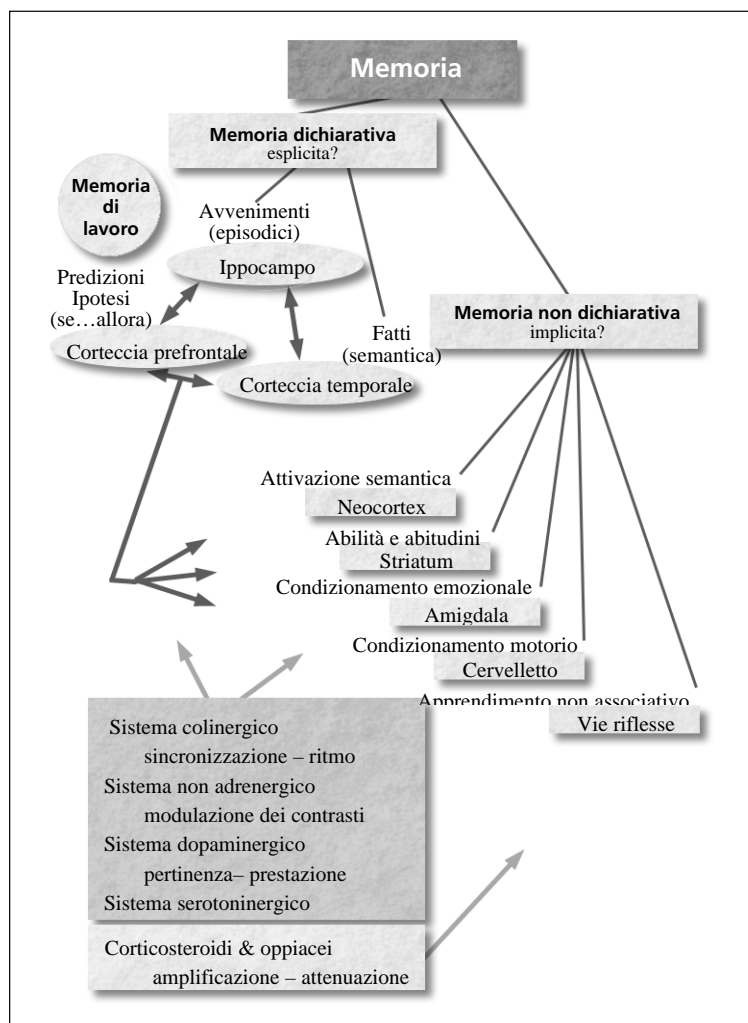 Memoria
Memoria dichiarativa
esplicita?
Memoria
di
lavoro
Avvenimenti
(episodici)
Ippocampo
Predizioni
Ipotesi
(se…allora)
Corteccia prefrontale
Fatti
(semantica)
Corteccia temporale
Memoria non dichiarativa
implicita?
Attivazione semantica
Neocortex
Abilità e abitudini
Striatum
Condizionamento emozionale
Amigdala
Condizionamento motorio
Cervelletto
Apprendimento non associativo
Vie riflesse
Sistema colinergico
sincronizzazione – ritmo
Sistema non adrenergico
modulazione dei contrasti
Sistema dopaminergico
pertinenza– prestazione
Sistema serotoninergico
Corticosteroidi & oppiacei
amplificazione – attenuazione